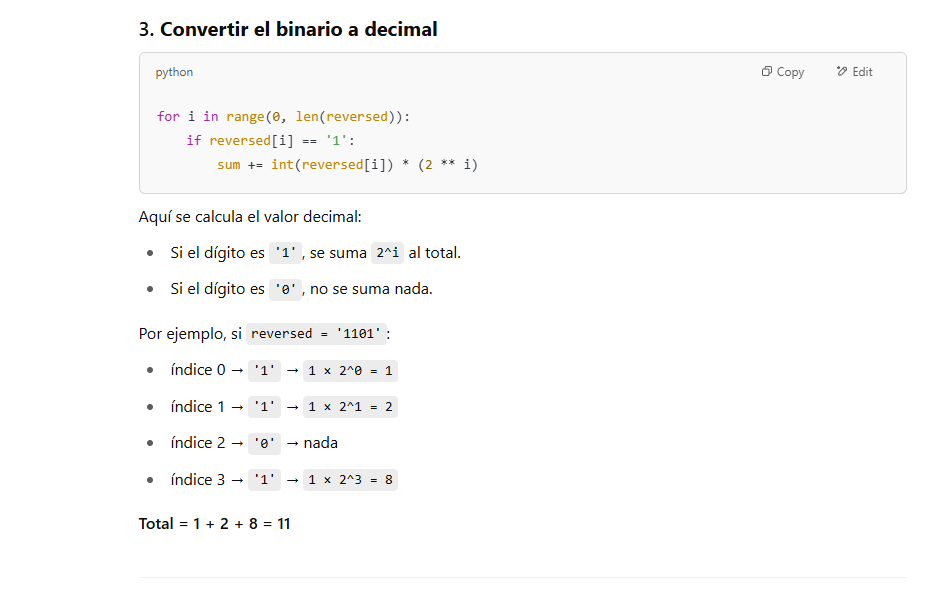 3. Convertir el binario a decimal
python
Copy
Edit
for i in range(0, len(reversed)):
    if reversed[i] == '1':
        sum += int(reversed[i]) * (2 ** i)
Aquí se calcula el valor decimal:
• Si el dígito es '1', se suma 2^i al total.
• Si el dígito es '0', no se suma nada.
Por ejemplo, si reversed = '1101':
• índice 0 → '1' → 1 × 2^0 = 1
• índice 1 → '1' → 1 × 2^1 = 2
• índice 2 → '0' → nada
• índice 3 → '1' → 1 × 2^3 = 8
Total = 1 + 2 + 8 = 11